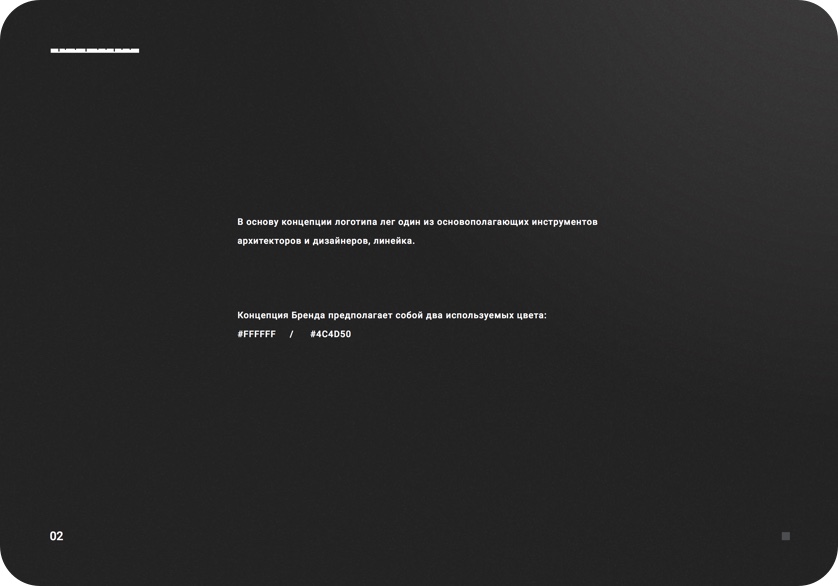 В основу концепции логотипа лег один из основополагающих инструментов
архитекторов и дизайнеров, линейка.
Концепция Бренда предполагает собой два используемых цвета:
#FFFFFF / #4C4D50
02